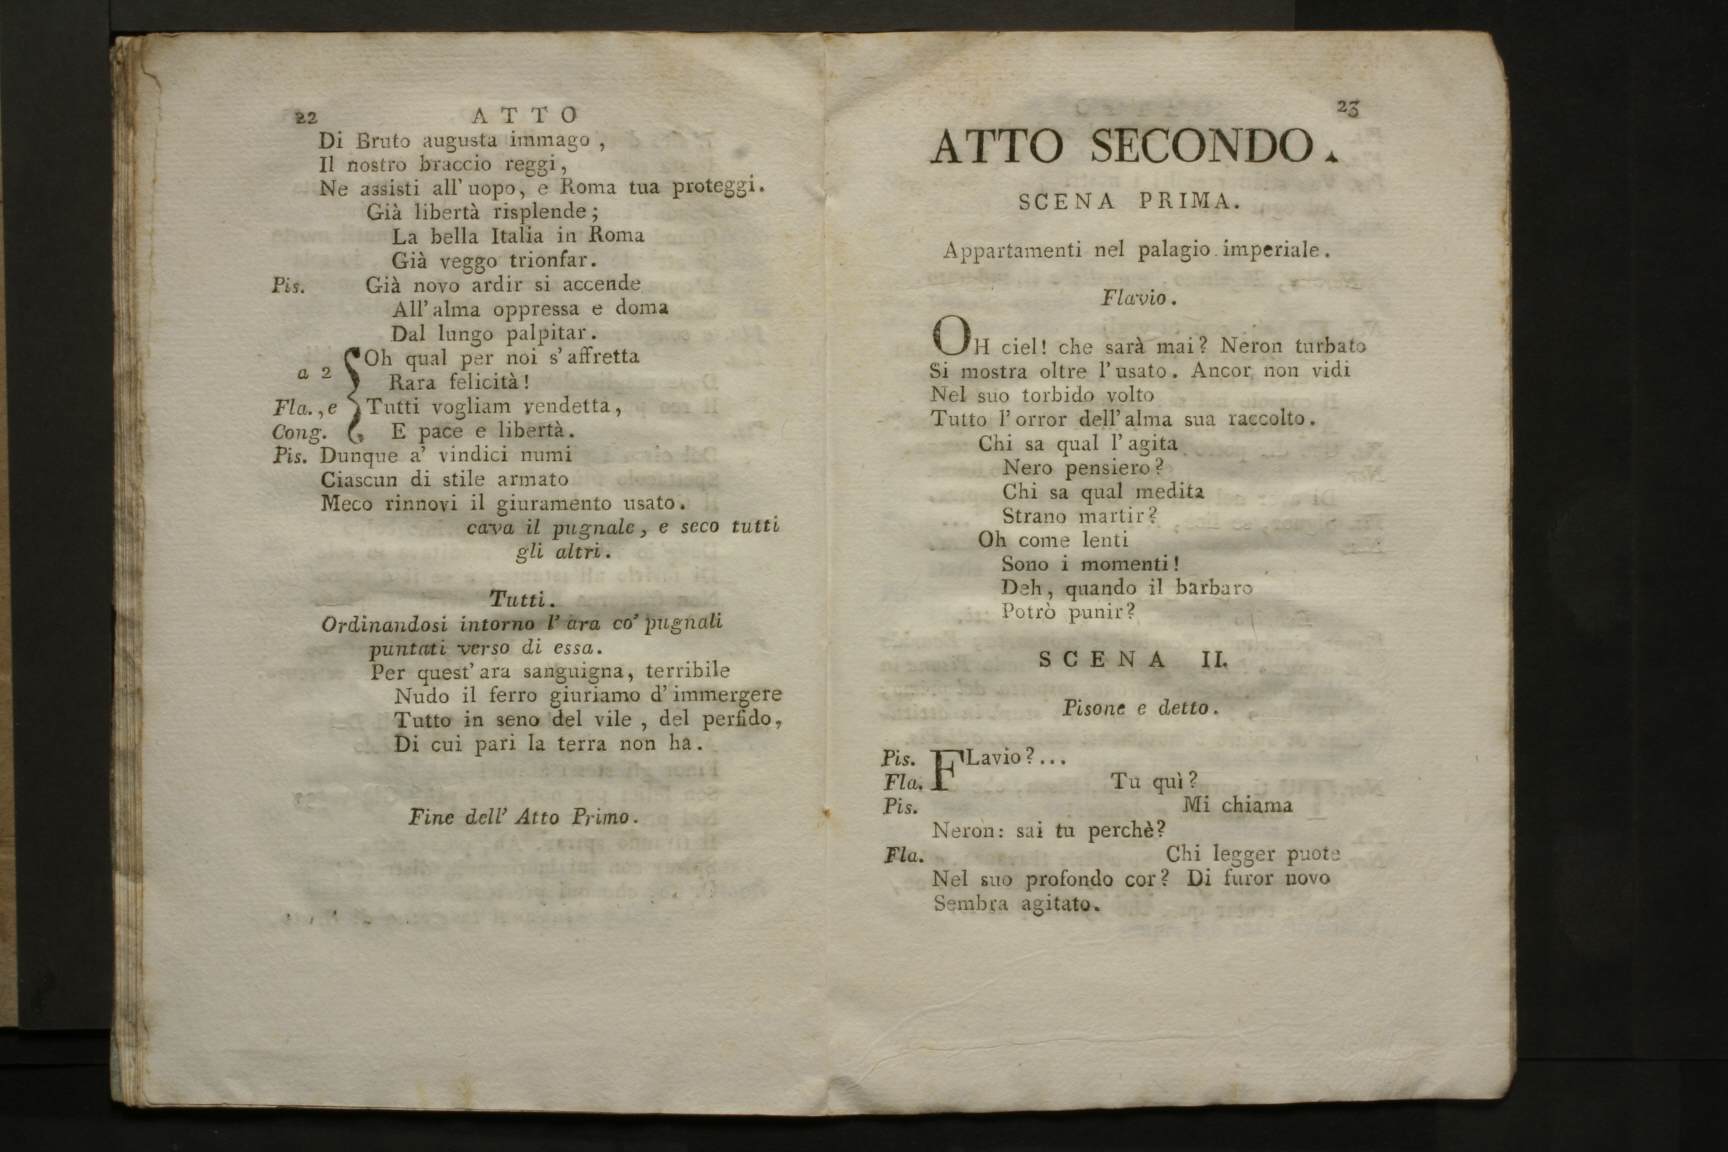 22 ATTO
Di Bruto augusta immago ,
Il nostro braccio reggi ,
Ne assisti all' uopo, e Roma tua proteggi.
Già libertà risplende ;
La bella Italia in Roma
Già veggo trionfar.
Pis. Già novo ardir si accende
All' alma oppressa e doma
Dal lungo palpitar.
Oh qual per noi s' affretta
a 2 Rara felicità !
Fla. , e Tutti vogliam vendetta ,
Cong. E pace e libertà.
Pis. Dunque a' vindici numi
Ciascun di stile armato
Meco rinnovi il giuramento usato.
cava il pugnale , e seco tutti
gli altri.
Tutti.
Ordinandosi intorno l' ara co' pugnali
puntati verso di essa.
Per quest' ara sanguigna, terribile
Nudo il ferro giuriamo d' immergere
Tutto in seno del vile , del perfido,
Di cui pari la terra non ha.
Fine dell' Atto Primo.
23
ATTO SECONDO.
SCENA PRIMA.
Appartamenti nel palagio imperiale.
Flavio.
OH ciel! che sarà mai? Neron turbato
Si mostra oltre l' usato. Ancor non vidi
Nel suo torbido volto
Tutto l' orror dell' alma sua raccolto.
Chi sa qual l' agita
Nero pensiero?
Chi sa qual medita
Strano martir?
Oh come lenti
Sono i momenti!
Deh, quando il barbaro
Potrò punir?
SCENA II.
Pisone e detto.
Pis. FLavio?...
Fla. Tu quì?
Pis. Mi chiama
Neron: sai tu perchè?
Fla. Chi legger puote
Nel suo profondo cor? Di furor novo
Sembra agitato.